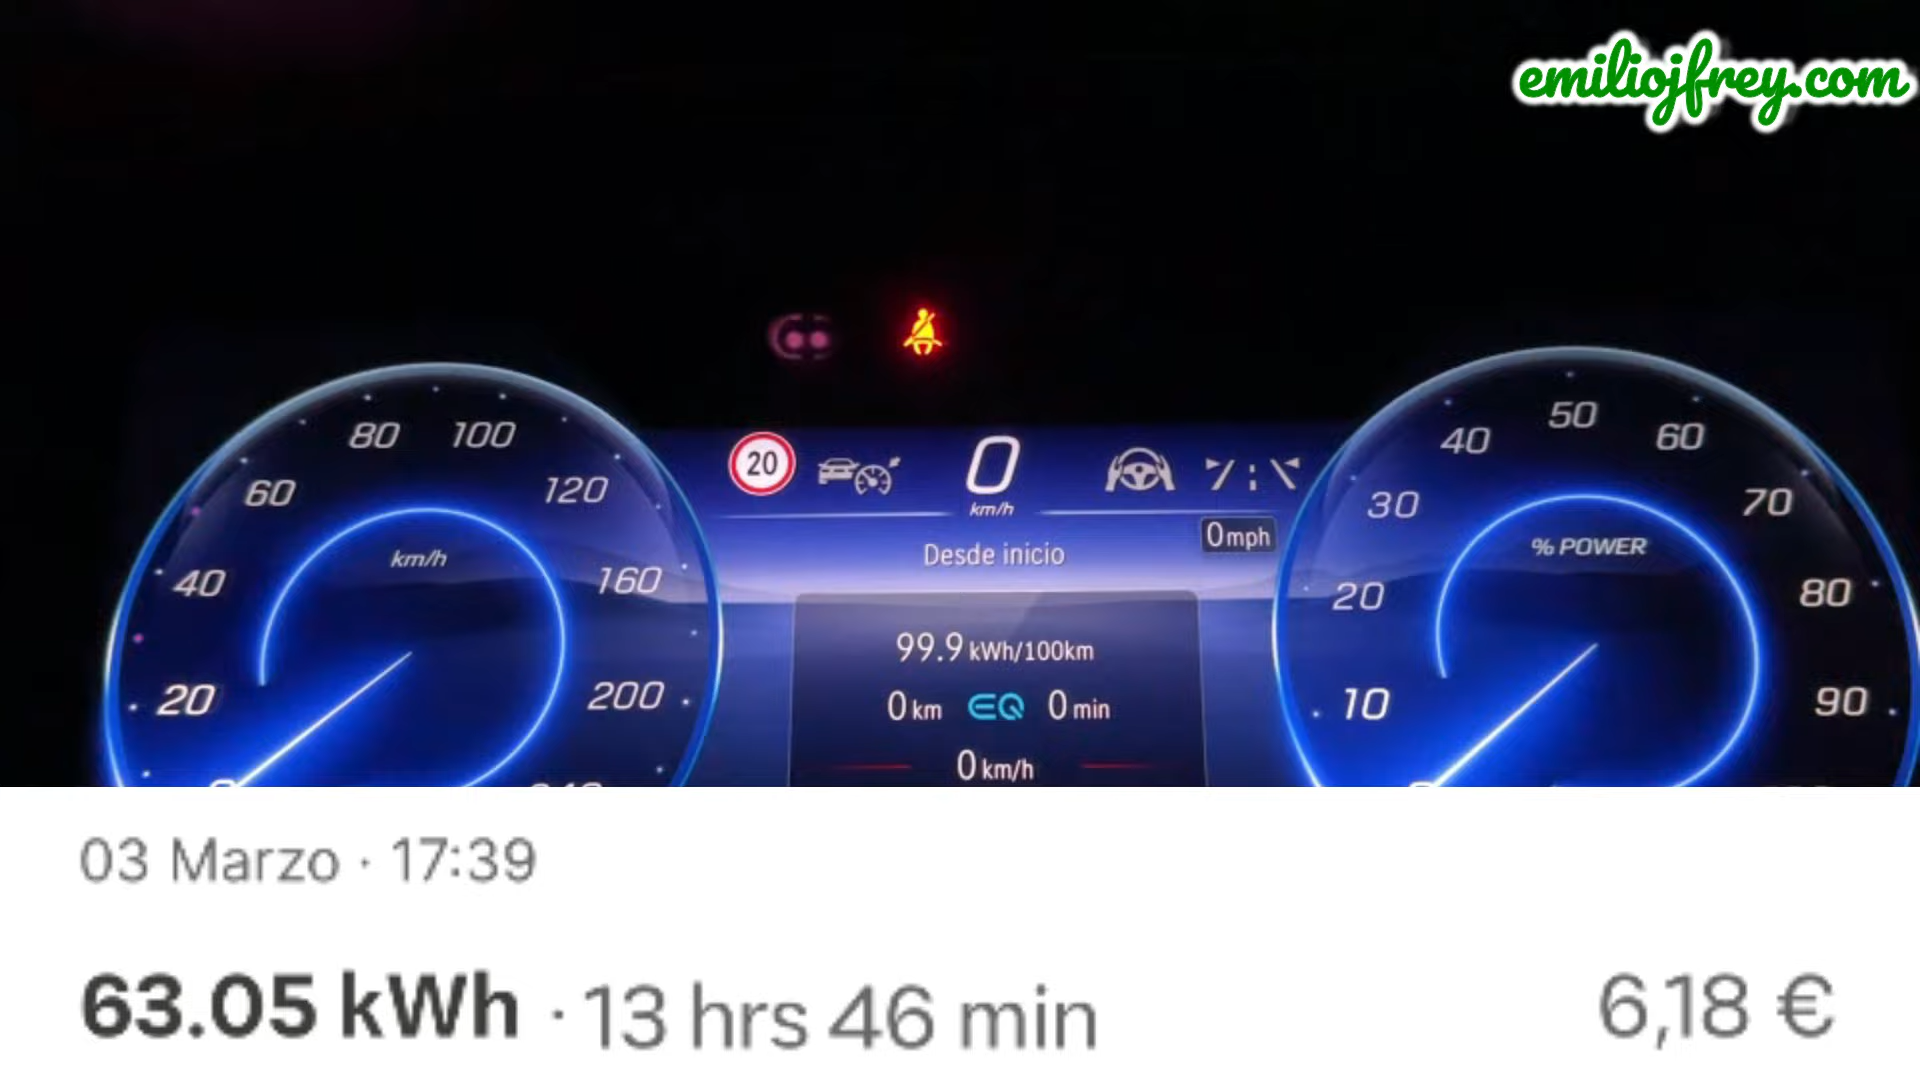 emiliojfrey.com
80 100
60 120
40 160
20 200
km/h
20
0
km/h
0 mph
Desde inicio
99.9 kWh/100km
0 km EQ 0 min
0 km/h
50
40 60
30 70
% POWER
20 80
10 90
03 Marzo · 17:39
63.05 kWh · 13 hrs 46 min 6,18 €